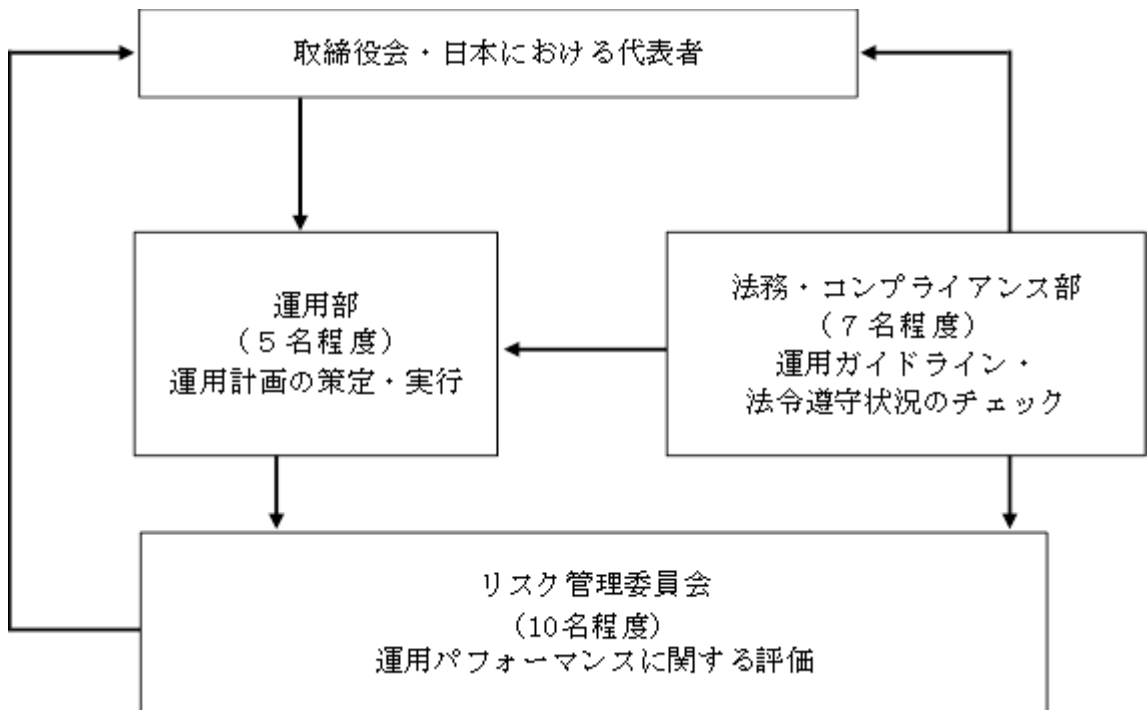 取締役会・日本における代表者
運用部
（５名程度）
運用計画の策定・実行
法務・コンプライアンス部
（７名程度）
運用ガイドライン・
法令遵守状況のチェック
リスク管理委員会
（10名程度）
運用パフォーマンスに関する評価